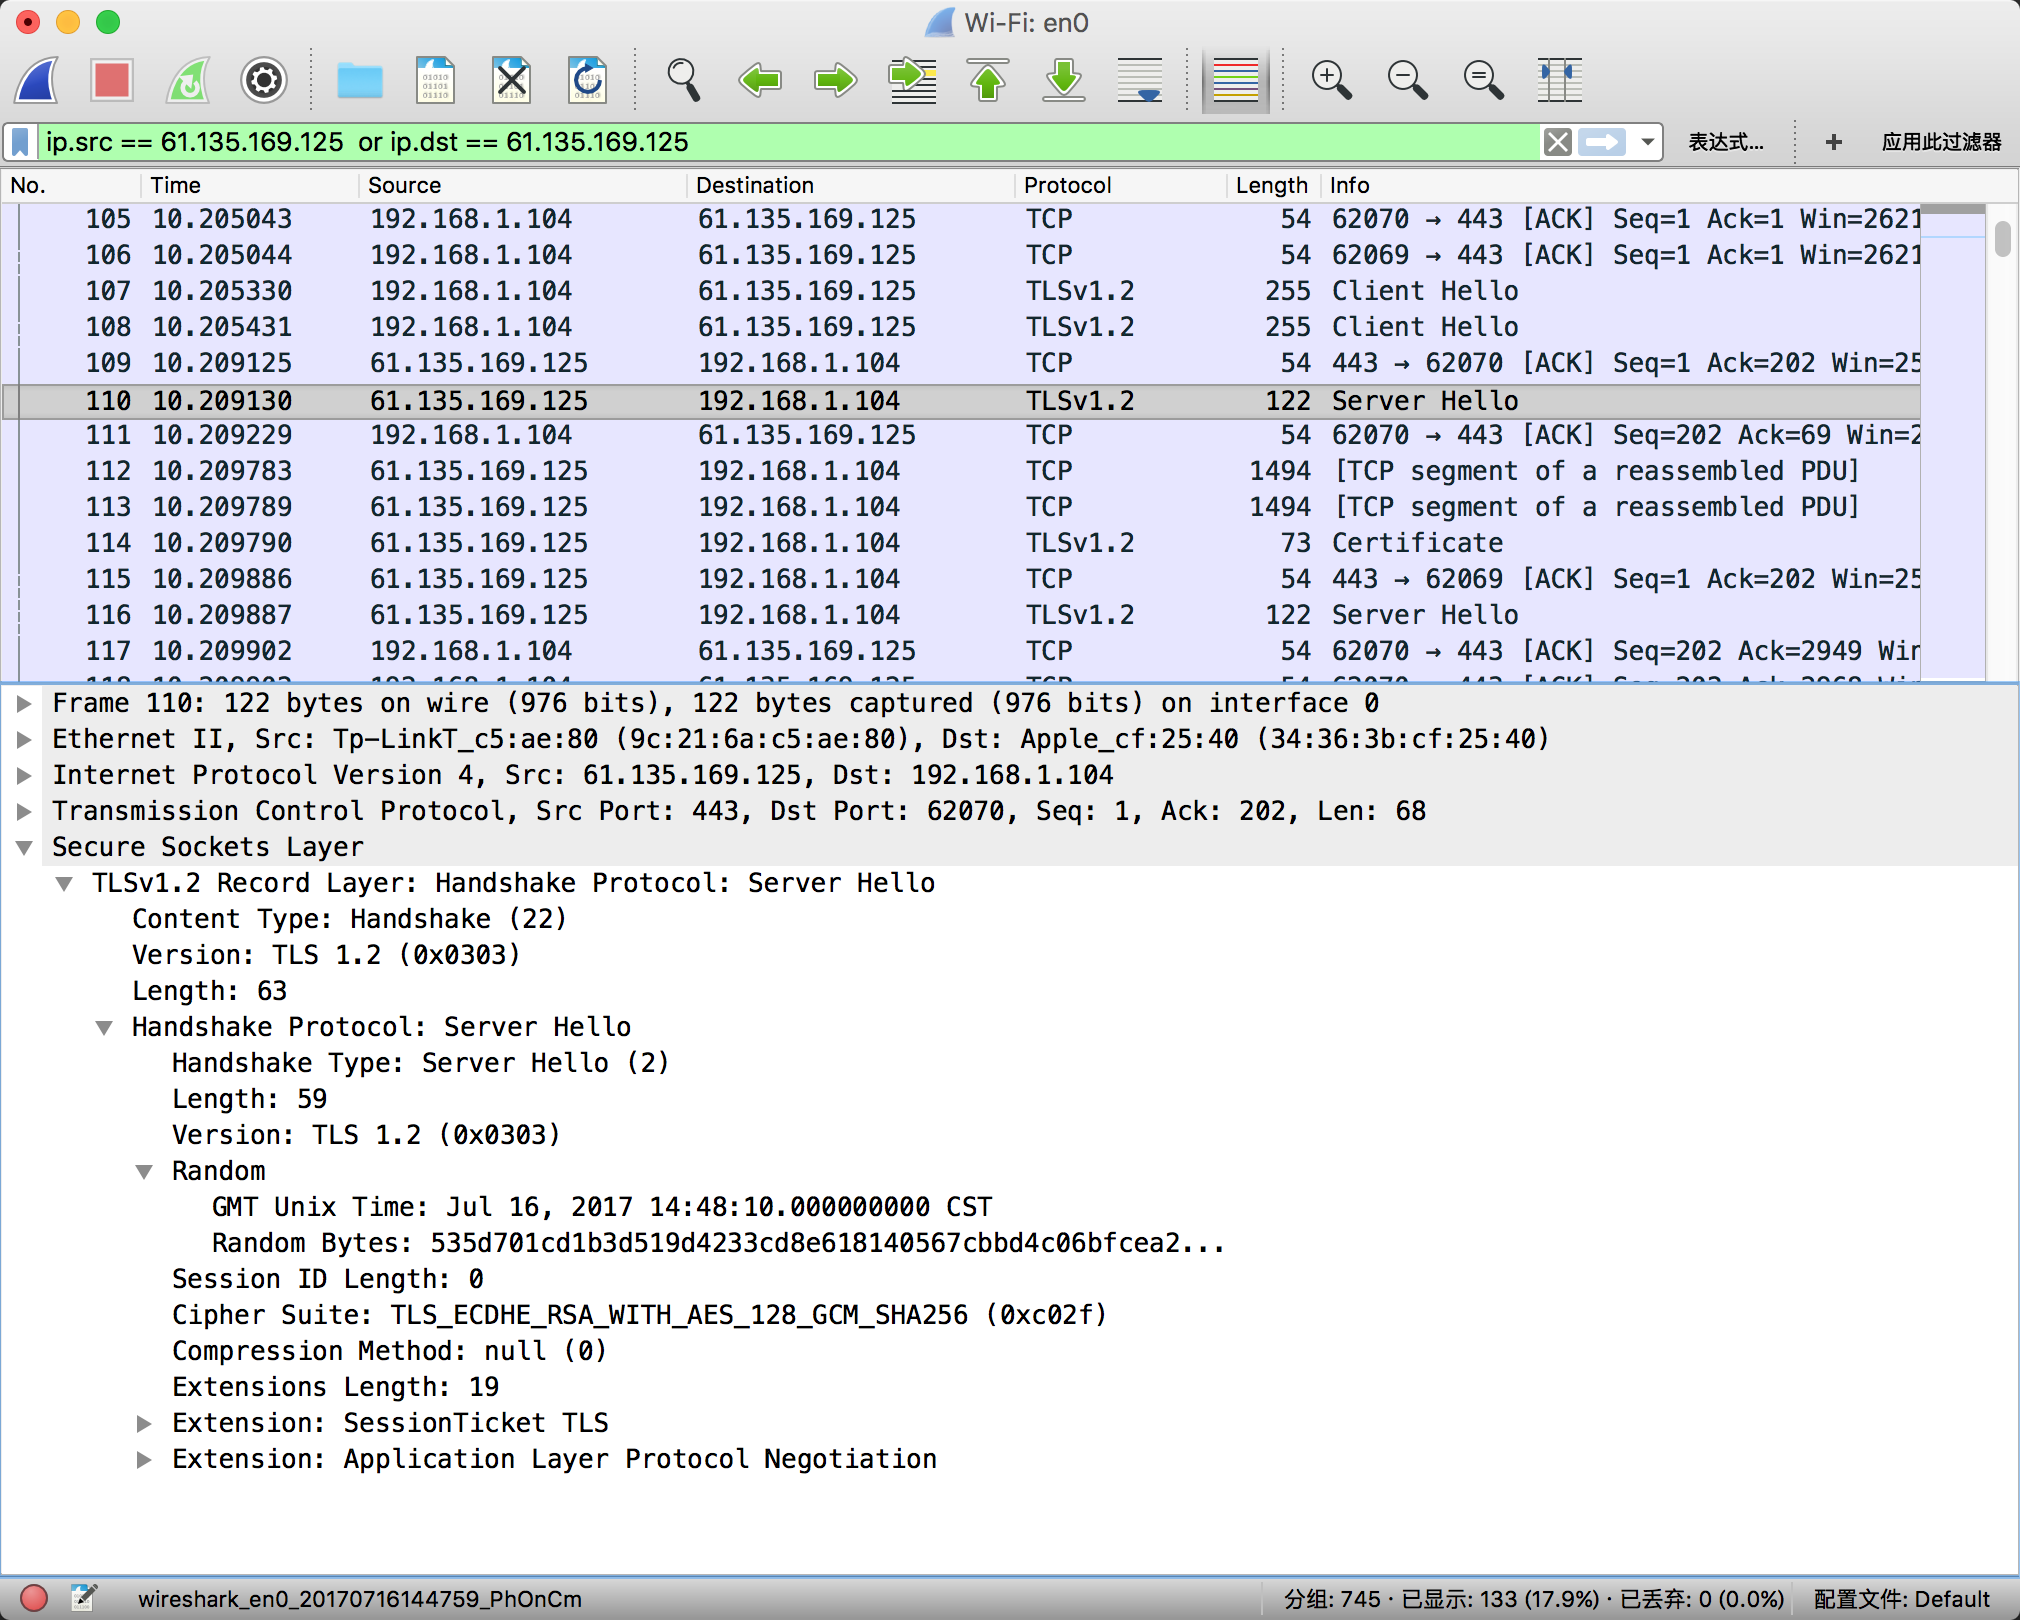 Wi-Fi: en0
ip.src == 61.135.169.125  or ip.dst == 61.135.169.125 表达式... + 应用此过滤器
No. Time Source Destination Protocol Length Info
105 10.205043 192.168.1.104 61.135.169.125 TCP 54 62070 → 443 [ACK] Seq=1 Ack=1 Win=2621
106 10.205044 192.168.1.104 61.135.169.125 TCP 54 62069 → 443 [ACK] Seq=1 Ack=1 Win=2621
107 10.205330 192.168.1.104 61.135.169.125 TLSv1.2 255 Client Hello
108 10.205431 192.168.1.104 61.135.169.125 TLSv1.2 255 Client Hello
109 10.209125 61.135.169.125 192.168.1.104 TCP 54 443 → 62070 [ACK] Seq=1 Ack=202 Win=25
110 10.209130 61.135.169.125 192.168.1.104 TLSv1.2 122 Server Hello
111 10.209229 192.168.1.104 61.135.169.125 TCP 54 62070 → 443 [ACK] Seq=202 Ack=69 Win=2
112 10.209783 61.135.169.125 192.168.1.104 TCP 1494 [TCP segment of a reassembled PDU]
113 10.209789 61.135.169.125 192.168.1.104 TCP 1494 [TCP segment of a reassembled PDU]
114 10.209790 61.135.169.125 192.168.1.104 TLSv1.2 73 Certificate
115 10.209886 61.135.169.125 192.168.1.104 TCP 54 443 → 62069 [ACK] Seq=1 Ack=202 Win=25
116 10.209887 61.135.169.125 192.168.1.104 TLSv1.2 122 Server Hello
117 10.209902 192.168.1.104 61.135.169.125 TCP 54 62070 → 443 [ACK] Seq=202 Ack=2949 Win
Frame 110: 122 bytes on wire (976 bits), 122 bytes captured (976 bits) on interface 0
Ethernet II, Src: Tp-LinkT_c5:ae:80 (9c:21:6a:c5:ae:80), Dst: Apple_cf:25:40 (34:36:3b:cf:25:40)
Internet Protocol Version 4, Src: 61.135.169.125, Dst: 192.168.1.104
Transmission Control Protocol, Src Port: 443, Dst Port: 62070, Seq: 1, Ack: 202, Len: 68
Secure Sockets Layer
TLSv1.2 Record Layer: Handshake Protocol: Server Hello
Content Type: Handshake (22)
Version: TLS 1.2 (0x0303)
Length: 63
Handshake Protocol: Server Hello
Handshake Type: Server Hello (2)
Length: 59
Version: TLS 1.2 (0x0303)
Random
GMT Unix Time: Jul 16, 2017 14:48:10.000000000 CST
Random Bytes: 535d701cd1b3d519d4233cd8e618140567cbbd4c06bfcea2...
Session ID Length: 0
Cipher Suite: TLS_ECDHE_RSA_WITH_AES_128_GCM_SHA256 (0xc02f)
Compression Method: null (0)
Extensions Length: 19
Extension: SessionTicket TLS
Extension: Application Layer Protocol Negotiation
wireshark_en0_20170716144759_PhOnCm 分组: 745 · 已显示: 133 (17.9%) · 已丢弃: 0 (0.0%) 配置文件: Default